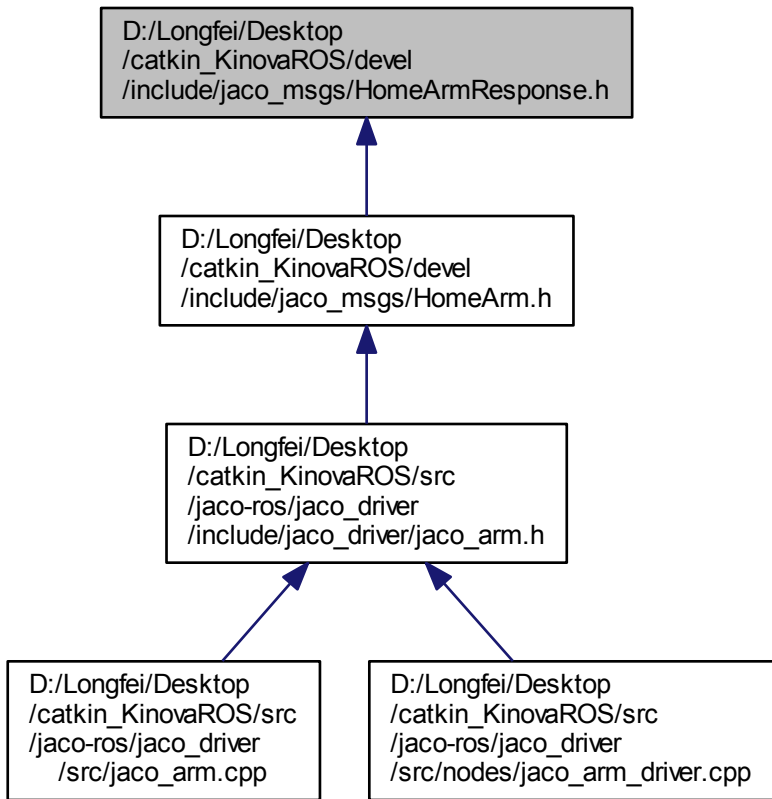 D:/Longfei/Desktop
/catkin_KinovaROS/devel
/include/jaco_msgs/HomeArmResponse.h
D:/Longfei/Desktop
/catkin_KinovaROS/devel
/include/jaco_msgs/HomeArm.h
D:/Longfei/Desktop
/catkin_KinovaROS/src
/jaco-ros/jaco_driver
/include/jaco_driver/jaco_arm.h
D:/Longfei/Desktop
/catkin_KinovaROS/src
/jaco-ros/jaco_driver
/src/jaco_arm.cpp
D:/Longfei/Desktop
/catkin_KinovaROS/src
/jaco-ros/jaco_driver
/src/nodes/jaco_arm_driver.cpp